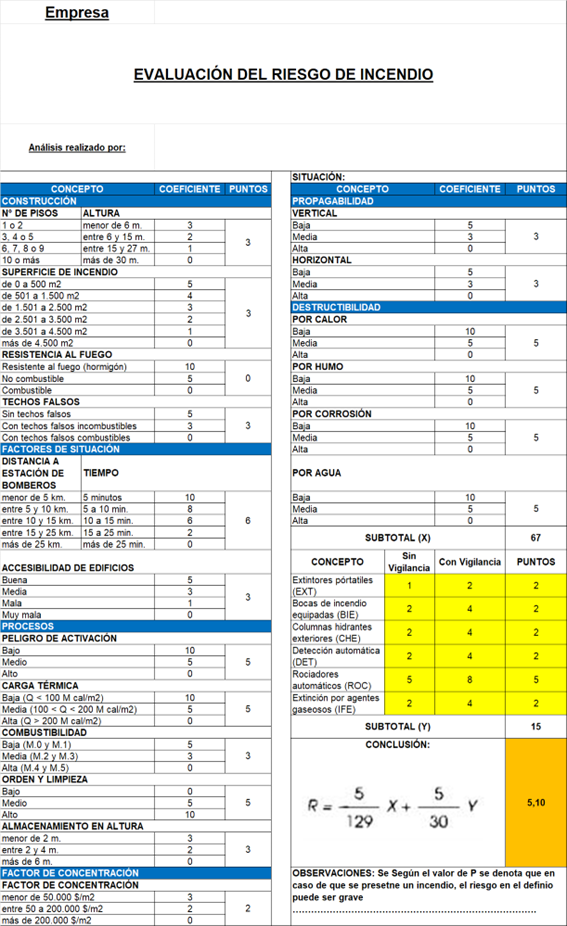 Empresa
EVALUACIÓN DEL RIESGO DE INCENDIO
Análisis realizado por:
CONCEPTO COEFICIENTE PUNTOS
CONSTRUCCIÓN
Nº DE PISOS ALTURA
1 o 2 menor de 6 m. 3
3, 4 o 5 entre 6 y 15 m. 2
3
6, 7, 8 o 9 entre 15 y 27 m. 1
10 o más más de 30 m. 0
SUPERFICIE DE INCENDIO
de 0 a 500 m2 5
de 501 a 1.500 m2 4
de 1.501 a 2.500 m2 3
3
de 2.501 a 3.500 m2 2
de 3.501 a 4.500 m2 1
más de 4.500 m2 0
RESISTENCIA AL FUEGO
Resistente al fuego (hormigón) 10
No combustible 5 0
Combustible 0
TECHOS FALSOS
Sin techos falsos 5
Con techos falsos incombustibles 3 3
Con techos falsos combustibles 0
FACTORES DE SITUACIÓN
DISTANCIA A
ESTACIÓN DE
BOMBEROS
TIEMPO
menor de 5 km. 5 minutos 10
entre 5 y 10 km. 5 a 10 min. 8
entre 10 y 15 km. 10 a 15 min. 6 6
entre 15 y 25 km. 15 a 25 min. 2
más de 25 km. más de 25 min. 0
ACCESIBILIDAD DE EDIFICIOS
Buena 5
Media 3
3
Mala 1
Muy mala 0
PROCESOS
PELIGRO DE ACTIVACIÓN
Bajo 10
Medio 5 5
Alto 0
CARGA TÉRMICA
Baja (Q < 100 M cal/m2) 10
Media (100 < Q < 200 M cal/m2) 5 5
Alta (Q > 200 M cal/m2) 0
COMBUSTIBILIDAD
Baja (M.0 y M.1) 5
Media (M.2 y M.3) 3 3
Alta (M.4 y M.5) 0
ORDEN Y LIMPIEZA
Bajo 0
Medio 5 5
Alto 10
ALMACENAMIENTO EN ALTURA
menor de 2 m. 3
entre 2 y 4 m. 2 3
más de 6 m. 0
FACTOR DE CONCENTRACIÓN
FACTOR DE CONCENTRACIÓN
menor de 50.000 $/m2 3
entre 50 a 200.000 $/m2 2 2
más de 200.000 $/m2 0
SITUACIÓN:
CONCEPTO COEFICIENTE PUNTOS
PROPAGABILIDAD
VERTICAL
Baja 5
Media 3 3
Alta 0
HORIZONTAL
Baja 5
Media 3 3
Alta 0
DESTRUCTIBILIDAD
POR CALOR
Baja 10
Media 5 5
Alta 0
POR HUMO
Baja 10
Media 5 5
Alta 0
POR CORROSIÓN
Baja 10
Media 5 5
Alta 0
POR AGUA
Baja 10
Media 5 5
Alta 0
SUBTOTAL (X) 67
CONCEPTO Sin Vigilancia Con Vigilancia PUNTOS
Extintores pórtatiles
(EXT) 1 2 2
Bocas de incendio
equipadas (BIE) 2 4 2
Columnas hidrantes
exteriores (CHE) 2 4 2
Detección automática
(DET) 2 4 2
Rociadores
automáticos (ROC) 5 8 5
Extinción por agentes
gaseosos (IFE) 2 4 2
SUBTOTAL (Y) 15
CONCLUSIÓN:
R = 5/129 X + 5/30 Y
5,10
OBSERVACIONES: Se Según el valor de P se denota que en
caso de que se presetne un incendio, el riesgo en el definio
puede ser grave
................................................................................